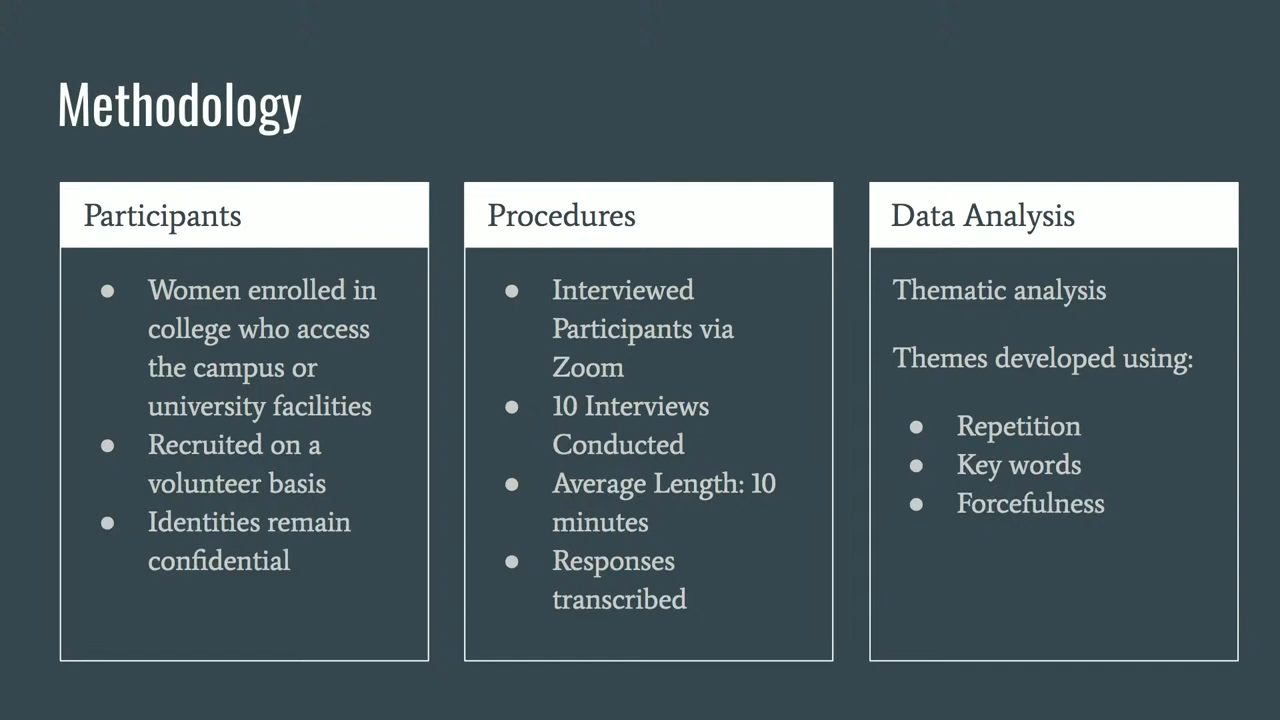 Methodology
Participants
● Women enrolled in
college who access
the campus or
university facilities
● Recruited on a
volunteer basis
● Identities remain
confidential
Procedures
● Interviewed
Participants via
Zoom
● 10 Interviews
Conducted
● Average Length: 10
minutes
● Responses
transcribed
Data Analysis
Thematic analysis
Themes developed using:
● Repetition
● Key words
● Forcefulness